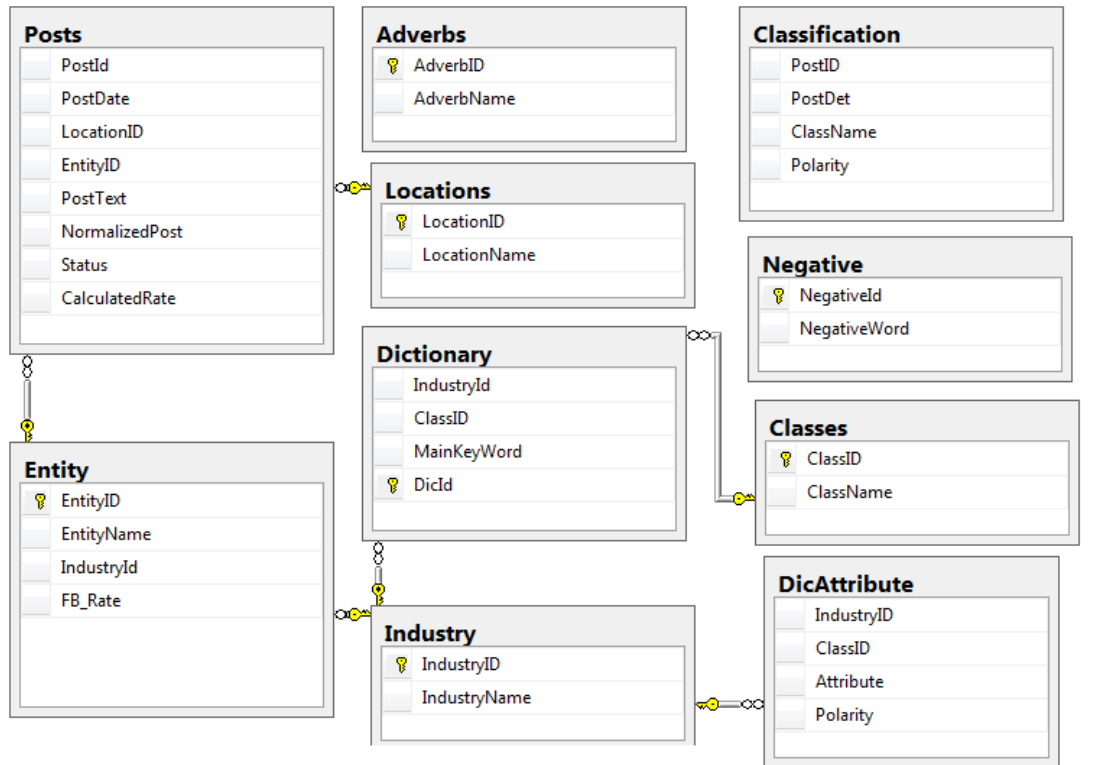 Posts
PostId
PostDate
LocationID
EntityID
PostText
NormalizedPost
Status
CalculatedRate
Adverbs
AdverbID
AdverbName
Classification
PostID
PostDet
ClassName
Polarity
Locations
LocationID
LocationName
Negative
NegativeId
NegativeWord
Dictionary
IndustryId
ClassID
MainKeyWord
DicId
Classes
ClassID
ClassName
Entity
EntityID
EntityName
IndustryId
FB_Rate
Industry
IndustryID
IndustryName
DicAttribute
IndustryID
ClassID
Attribute
Polarity